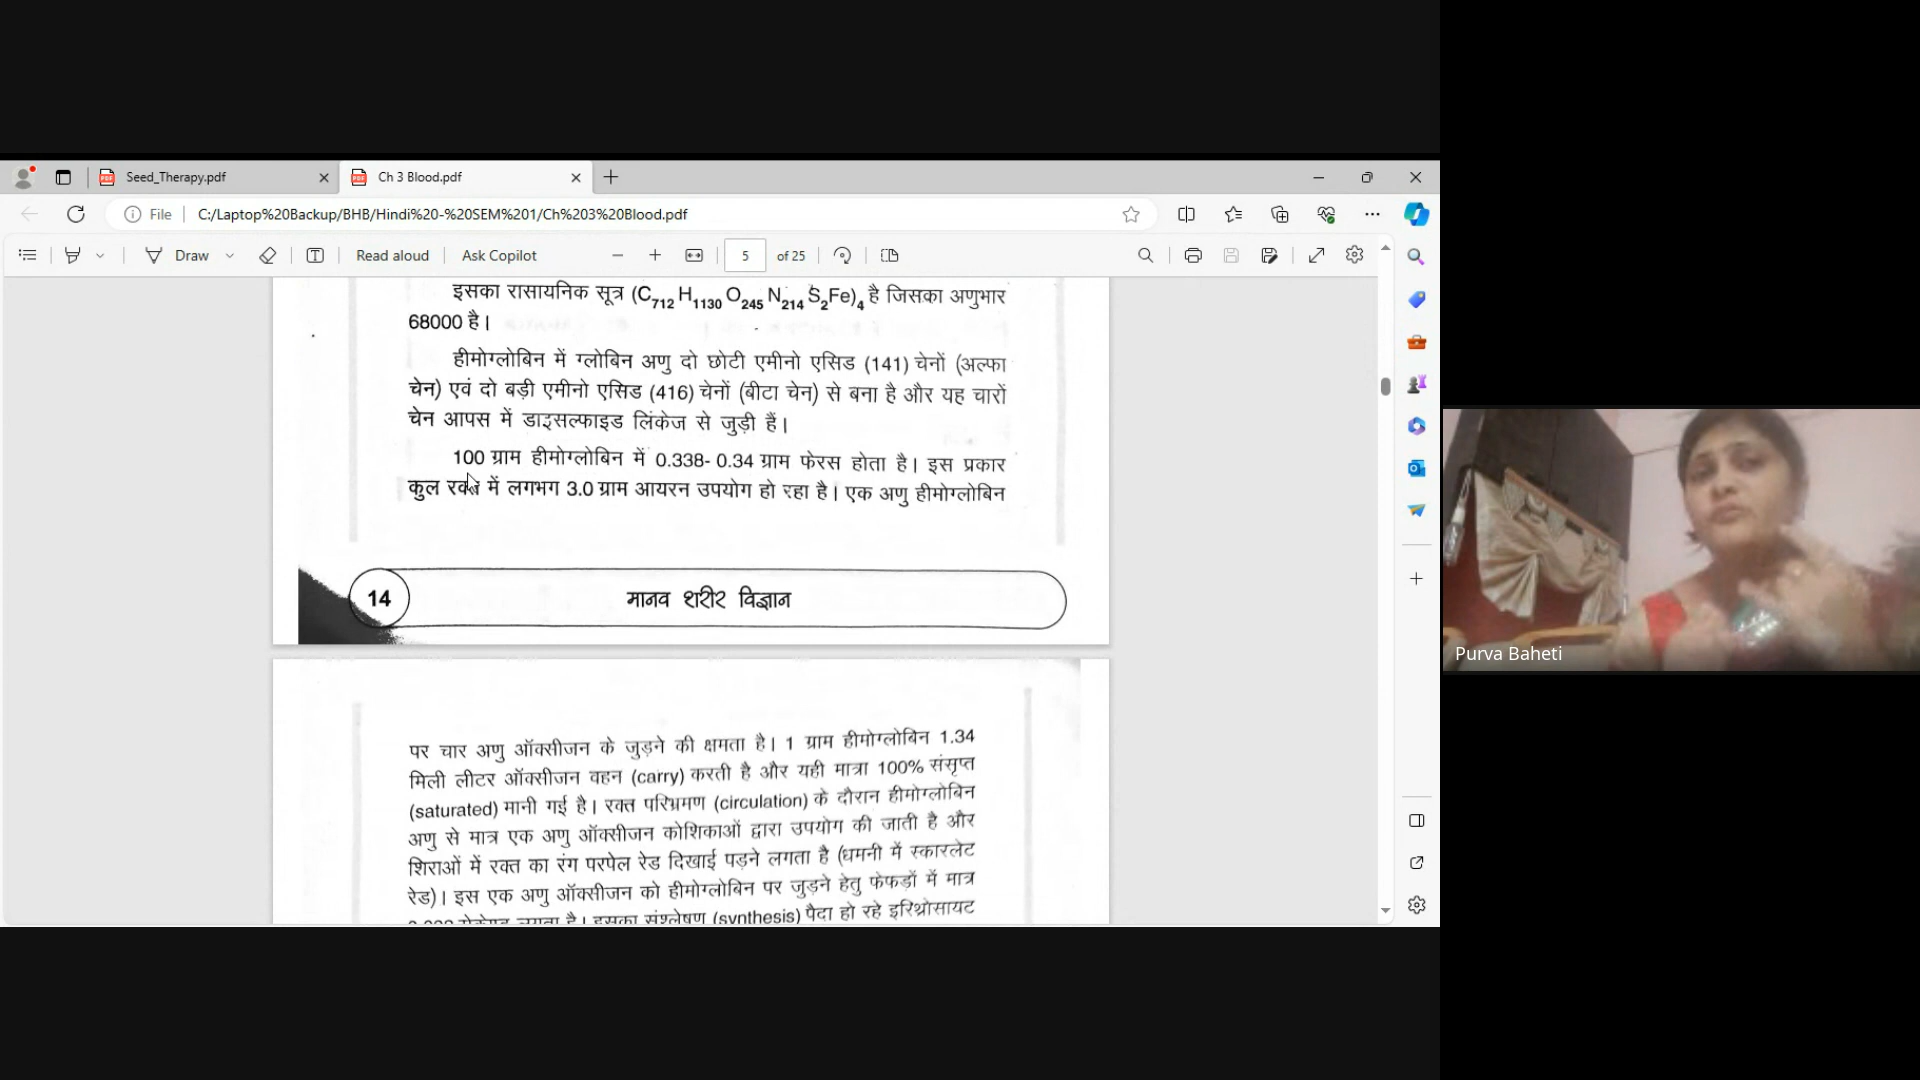 Seed_Therapy.pdf
Ch 3 Blood.pdf
File
C:/Laptop%20Backup/BHB/Hindi%20-%20SEM%201/Ch%203%20Blood.pdf
Draw
Read aloud
Ask Copilot
5 of 25
इसका रासायनिक सूत्र (C712 H1130 O245 N214 S2Fe)4 है जिसका अणुभार
68000 है।
हीमोग्लोबिन में ग्लोबिन अणु दो छोटी एमीनो एसिड (141) चेनों (अल्फा
चेन) एवं दो बड़ी एमीनो एसिड (416) चेनों (बीटा चेन) से बना है और यह चारों
चेन आपस में डाइसल्फाइड लिंकेज से जुड़ी हैं।
100 ग्राम हीमोग्लोबिन में 0.338- 0.34 ग्राम फेरस होता है। इस प्रकार
कुल रक्त में लगभग 3.0 ग्राम आयरन उपयोग हो रहा है। एक अणु हीमोग्लोबिन
14
मानव शरीर विज्ञान
पर चार अणु ऑक्सीजन के जुड़ने की क्षमता है। 1 ग्राम हीमोग्लोबिन 1.34
मिली लीटर ऑक्सीजन वहन (carry) करती है और यही मात्रा 100% संसृप्त
(saturated) मानी गई है। रक्त परिभ्रमण (circulation) के दौरान हीमोग्लोबिन
अणु से मात्र एक अणु ऑक्सीजन कोशिकाओं द्वारा उपयोग की जाती है और
शिराओं में रक्त का रंग परपेल रेड दिखाई पड़ने लगता है (धमनी में स्कारलेट
रेड)। इस एक अणु ऑक्सीजन को हीमोग्लोबिन पर जुड़ने हेतु फेफड़ों में मात्र
लगता है। इसका संश्लेषण (synthesis) पैदा हो रहे इरिथ्रोसायट
Purva Baheti